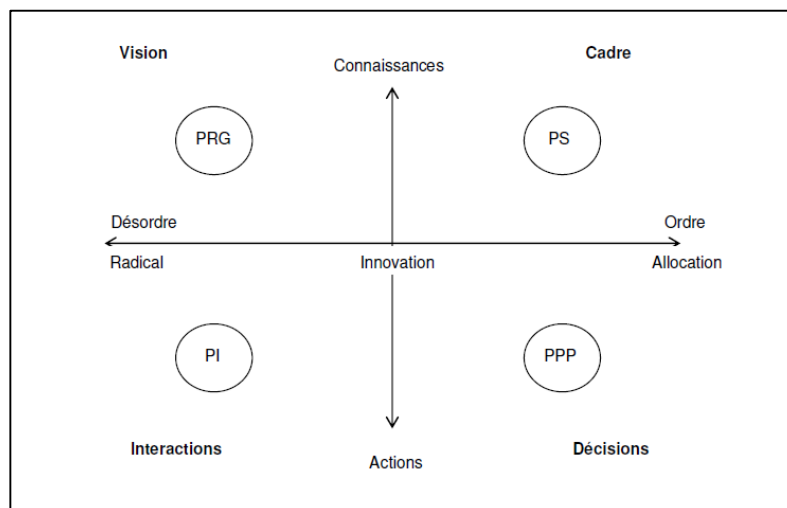 Vision
Cadre
Connaissances
PRG
PS
Désordre
Ordre
Radical
Innovation
Allocation
PI
PPP
Interactions
Décisions
Actions